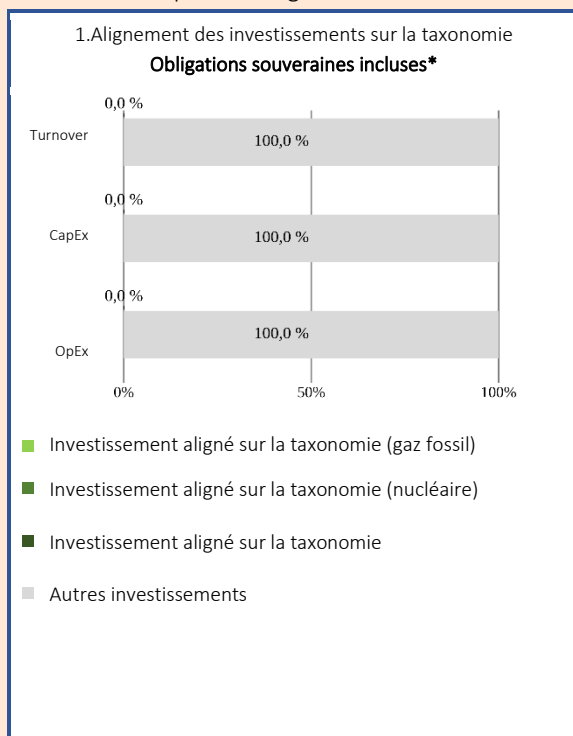 1.Alignement des investissements sur la taxonomie
Obligations souveraines incluses*
0,0 %
Turnover
100,0 %
0,0 %
CapEx
100,0 %
0,0 %
OpEx
100,0 %
0%
50%
100%
Investissement aligné sur la taxonomie (gaz fossil)
Investissement aligné sur la taxonomie (nucléaire)
Investissement aligné sur la taxonomie
Autres investissements